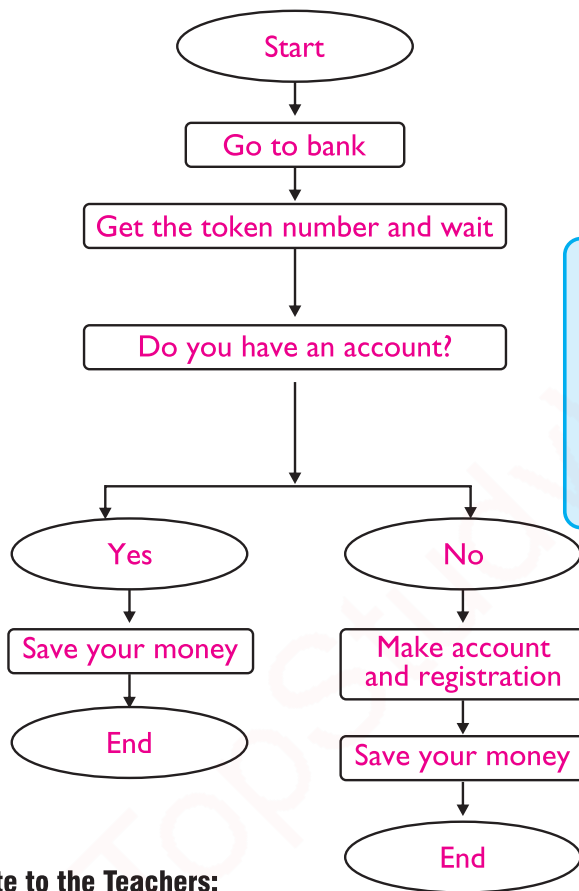 Start
Go to bank
Get the token number and wait
Do you have an account?
Yes
No
Save your money
Make account
and registration
End
Save your money
End
to the Teachers: